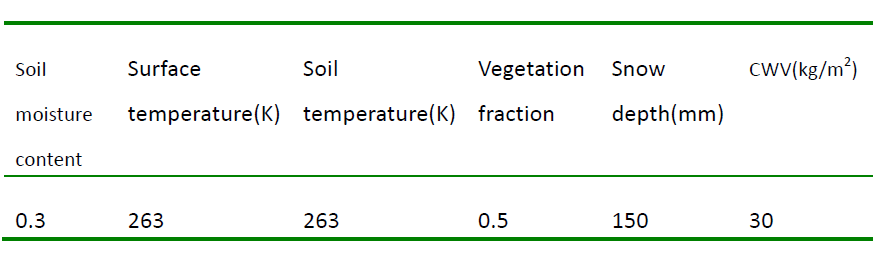 Soil Surface Soil Vegetation Snow CWV(kg/m²)
moisture temperature(K) temperature(K) fraction depth(mm)
content
0.3 263 263 0.5 150 30